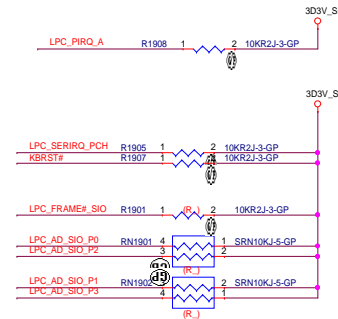 3D3V_S
LPC_PIRQ_A R1908 1 2 10KR2J-3-GP
3D3V_S
LPC_SERIRQ_PCH R1905 1 2 10KR2J-3-GP
KBRST# R1907 1 10KR2J-3-GP
LPC_FRAME#_SIO R1901 1 (R_) 2 10KR2J-3-GP
LPC_AD_SIO_P0 RN1901 4 1 SRN10KJ-5-GP
LPC_AD_SIO_P2 3 2
(R_)
LPC_AD_SIO_P1 RN1902 2 SRN10KJ-5-GP
LPC_AD_SIO_P3 4 1
(R_)